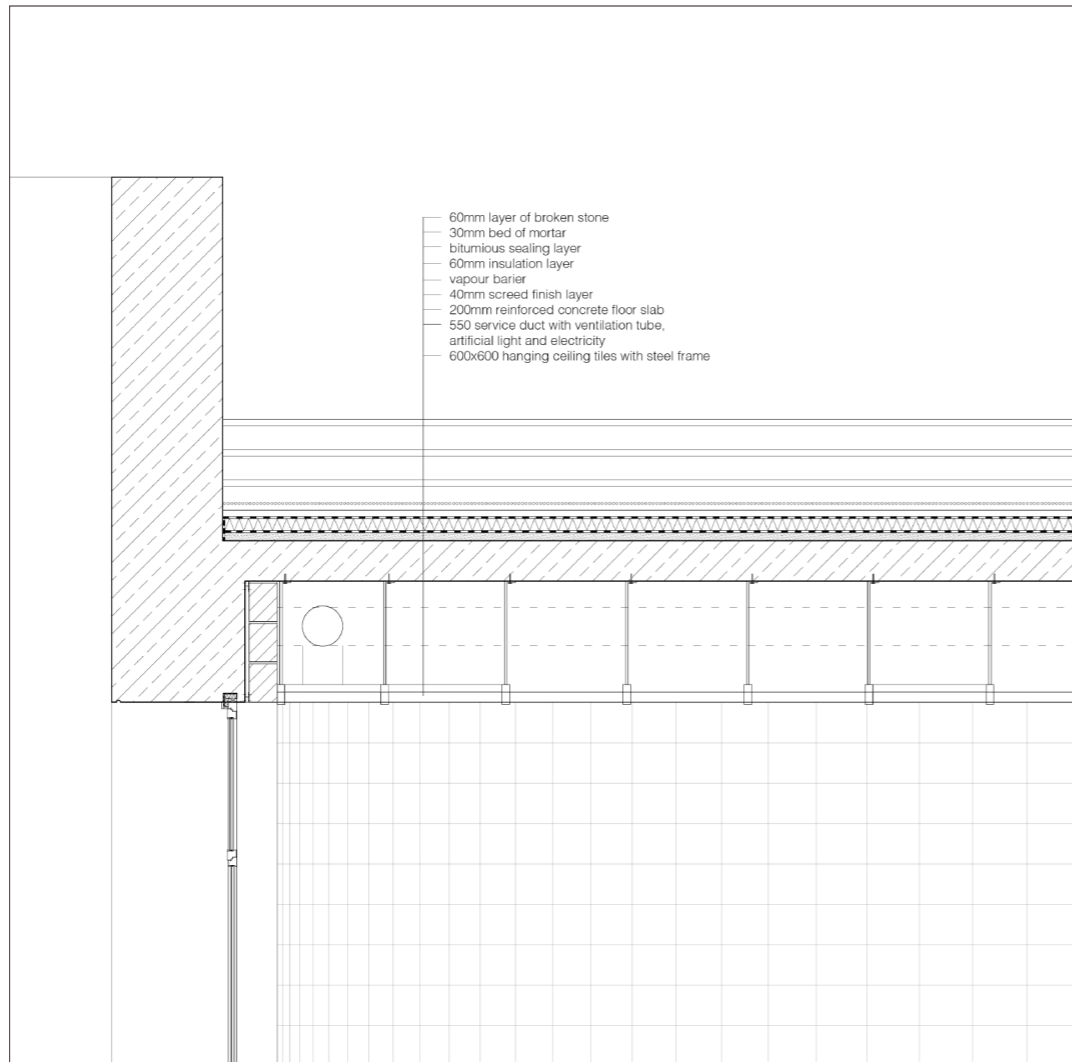 60mm layer of broken stone
30mm bed of mortar
bitumious sealing layer
60mm insulation layer
vapour barier
40mm screed finish layer
200mm reinforced concrete floor slab
550 service duct with ventilation tube,
artificial light and electricity
600x600 hanging ceiling tiles with steel frame